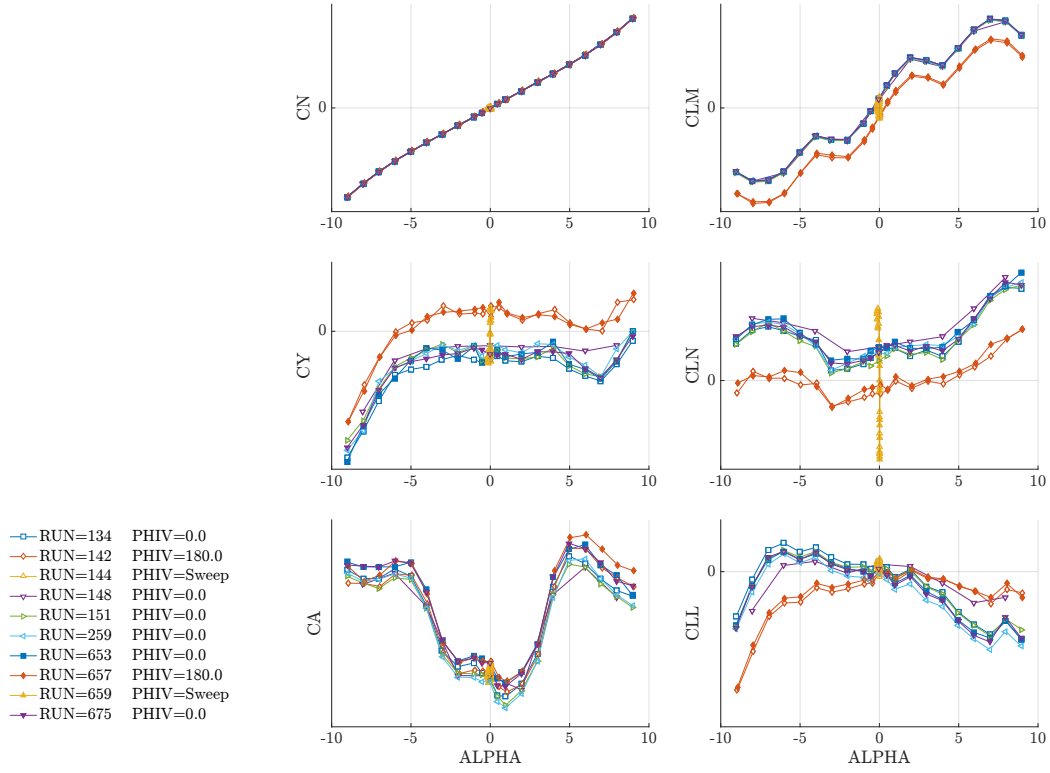 CN
0
-10 -5 0 5 10
CLM
0
-10 -5 0 5 10
CY
0
-10 -5 0 5 10
CLN
0
-10 -5 0 5 10
RUN=134 PHIV=0.0
RUN=142 PHIV=180.0
RUN=144 PHIV=Sweep
RUN=148 PHIV=0.0
RUN=151 PHIV=0.0
RUN=259 PHIV=0.0
RUN=653 PHIV=0.0
RUN=657 PHIV=180.0
RUN=659 PHIV=Sweep
RUN=675 PHIV=0.0
CA
-10 -5 0 5 10
ALPHA
CLL
0
-10 -5 0 5 10
ALPHA